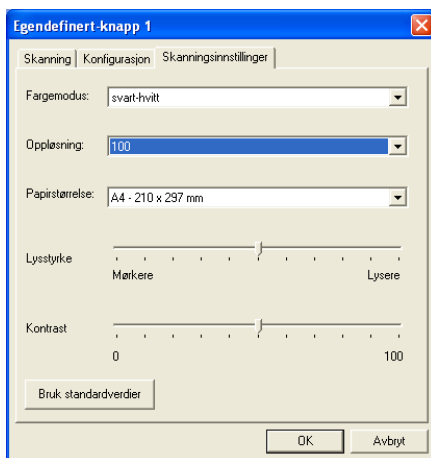 Egendefinert-knapp 1
Skanning Konfigurasjon Skanningsinnstillinger
Fargemodus: svart-hvitt
Oppløsning: 100
Papirstørrelse: A4 - 210 x 297 mm
Lysstyrke
Mørkere Lysere
Kontrast
0 100
Bruk standardverdier
OK Avbryt